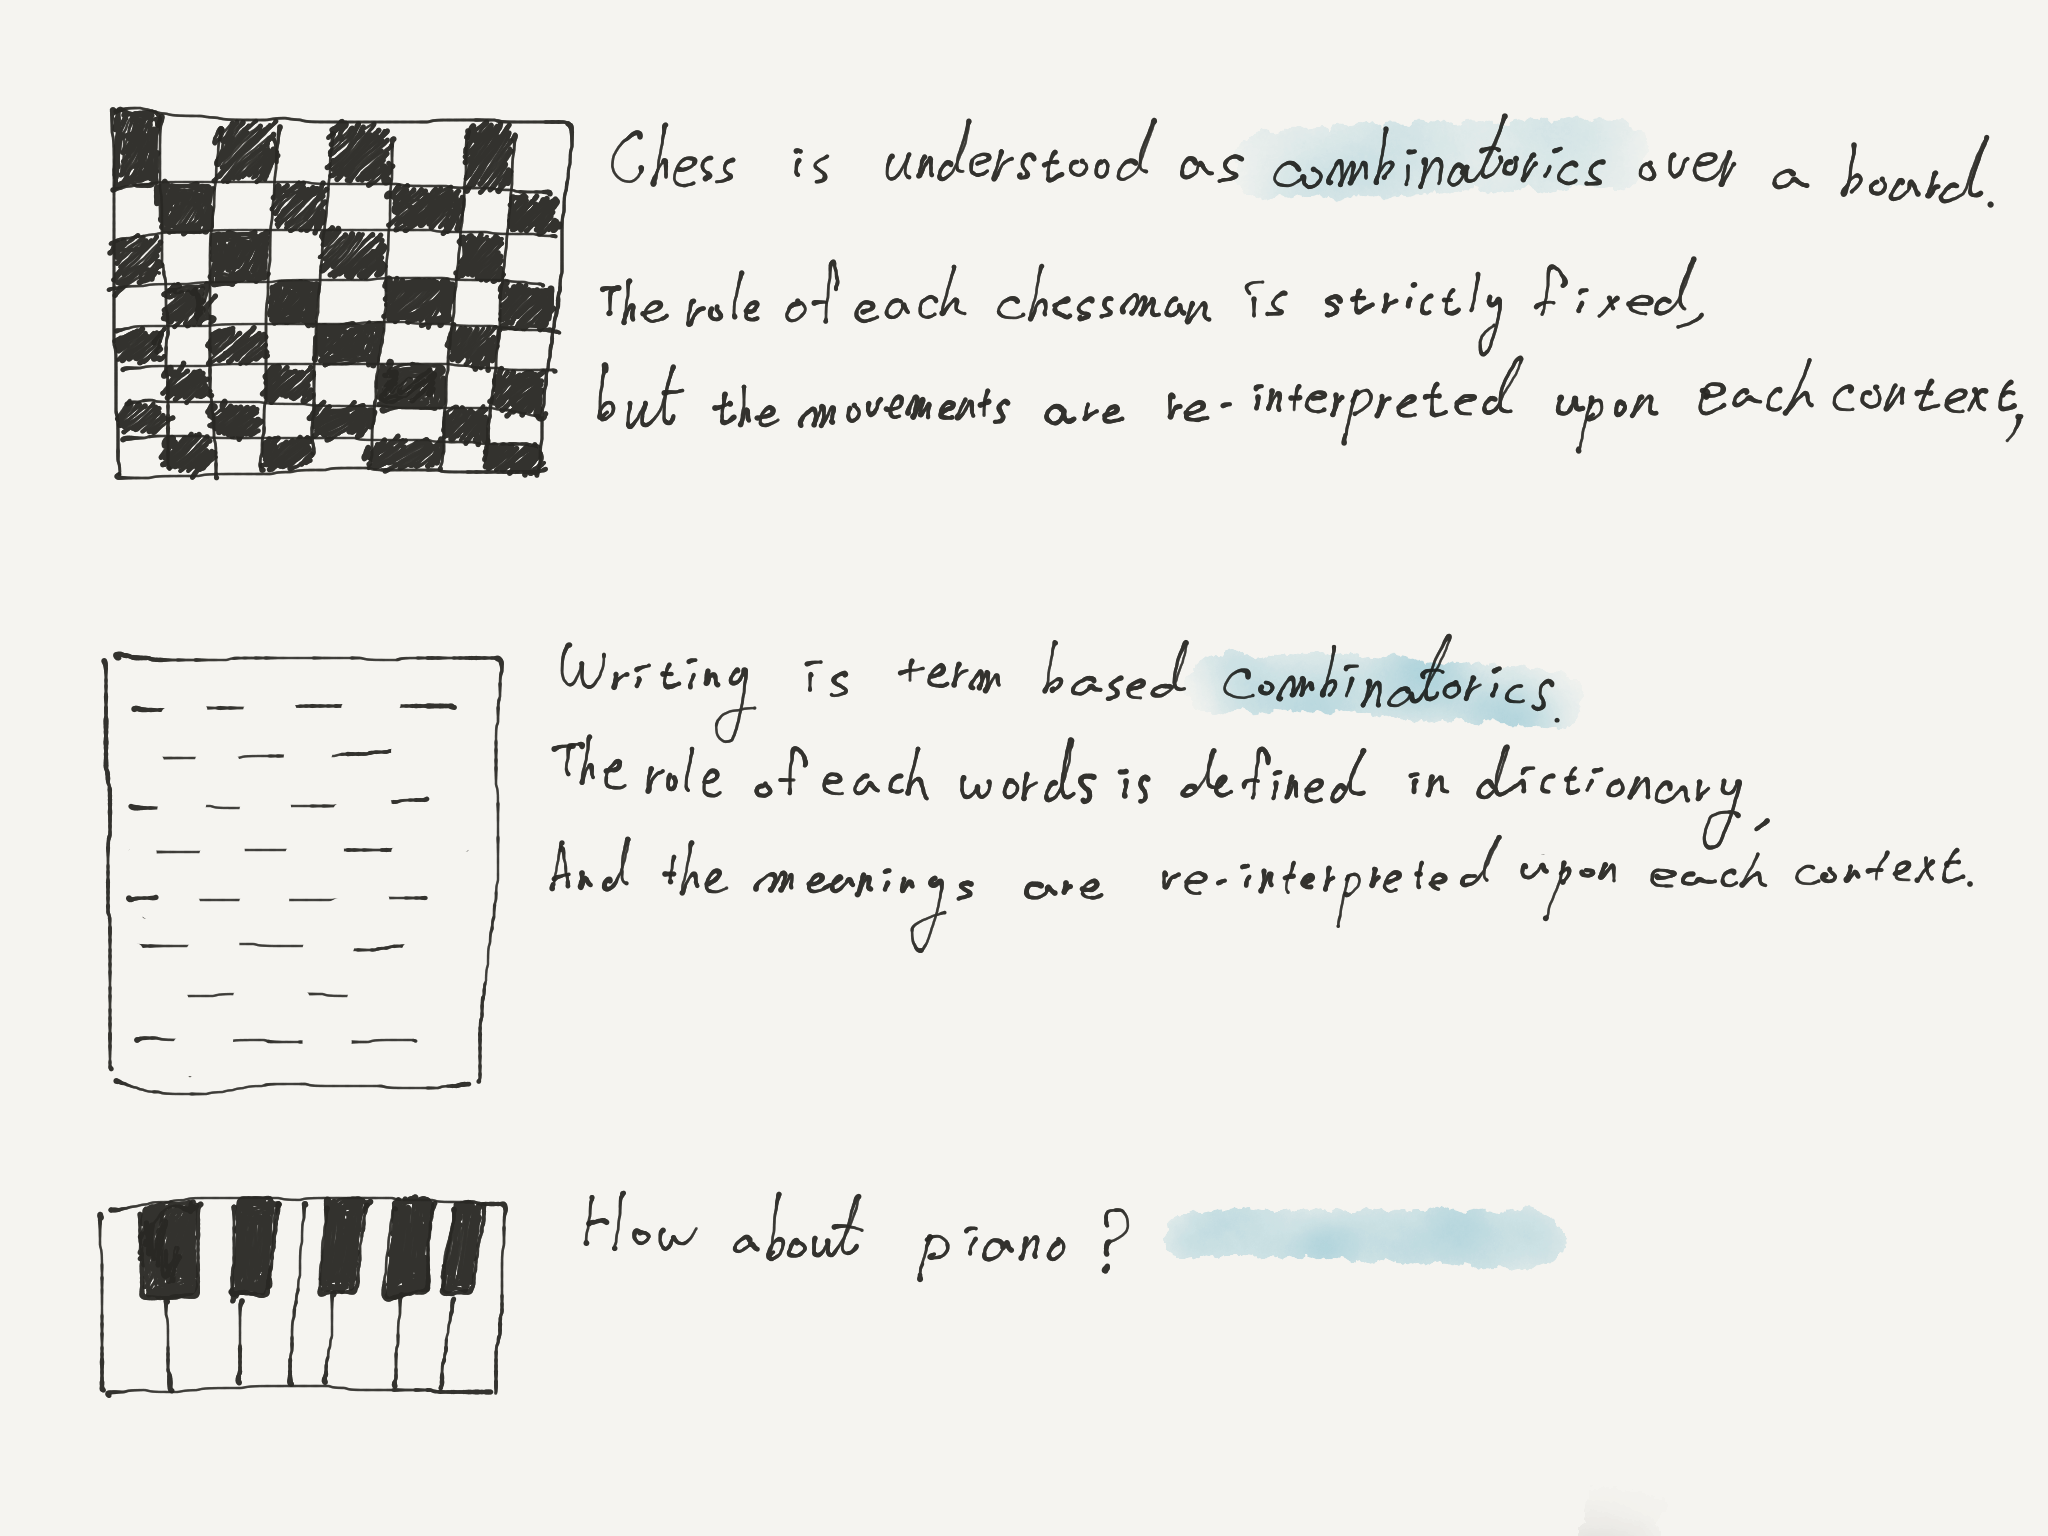 Chess is understood as combinatorics over a board.
The role of each chessman is strictly fixed,
but the movements are re-interpreted upon each context,
Writing is term based combinatorics.
The role of each words is defined in dictionary,
And the meanings are re-interpreted upon each context.
How about piano?